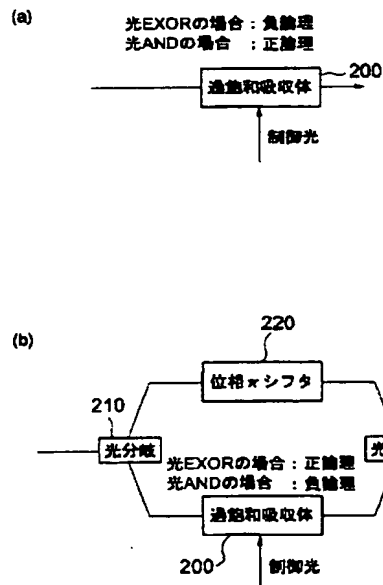 (a)
光EXORの場合:負論理
光ANDの場合 :正論理
200
過飽和吸収体
制御光
(b)
220
位相πシフタ
210
光分岐
光
光EXORの場合:正論理
光ANDの場合 :負論理
過飽和吸収体
200
制御光